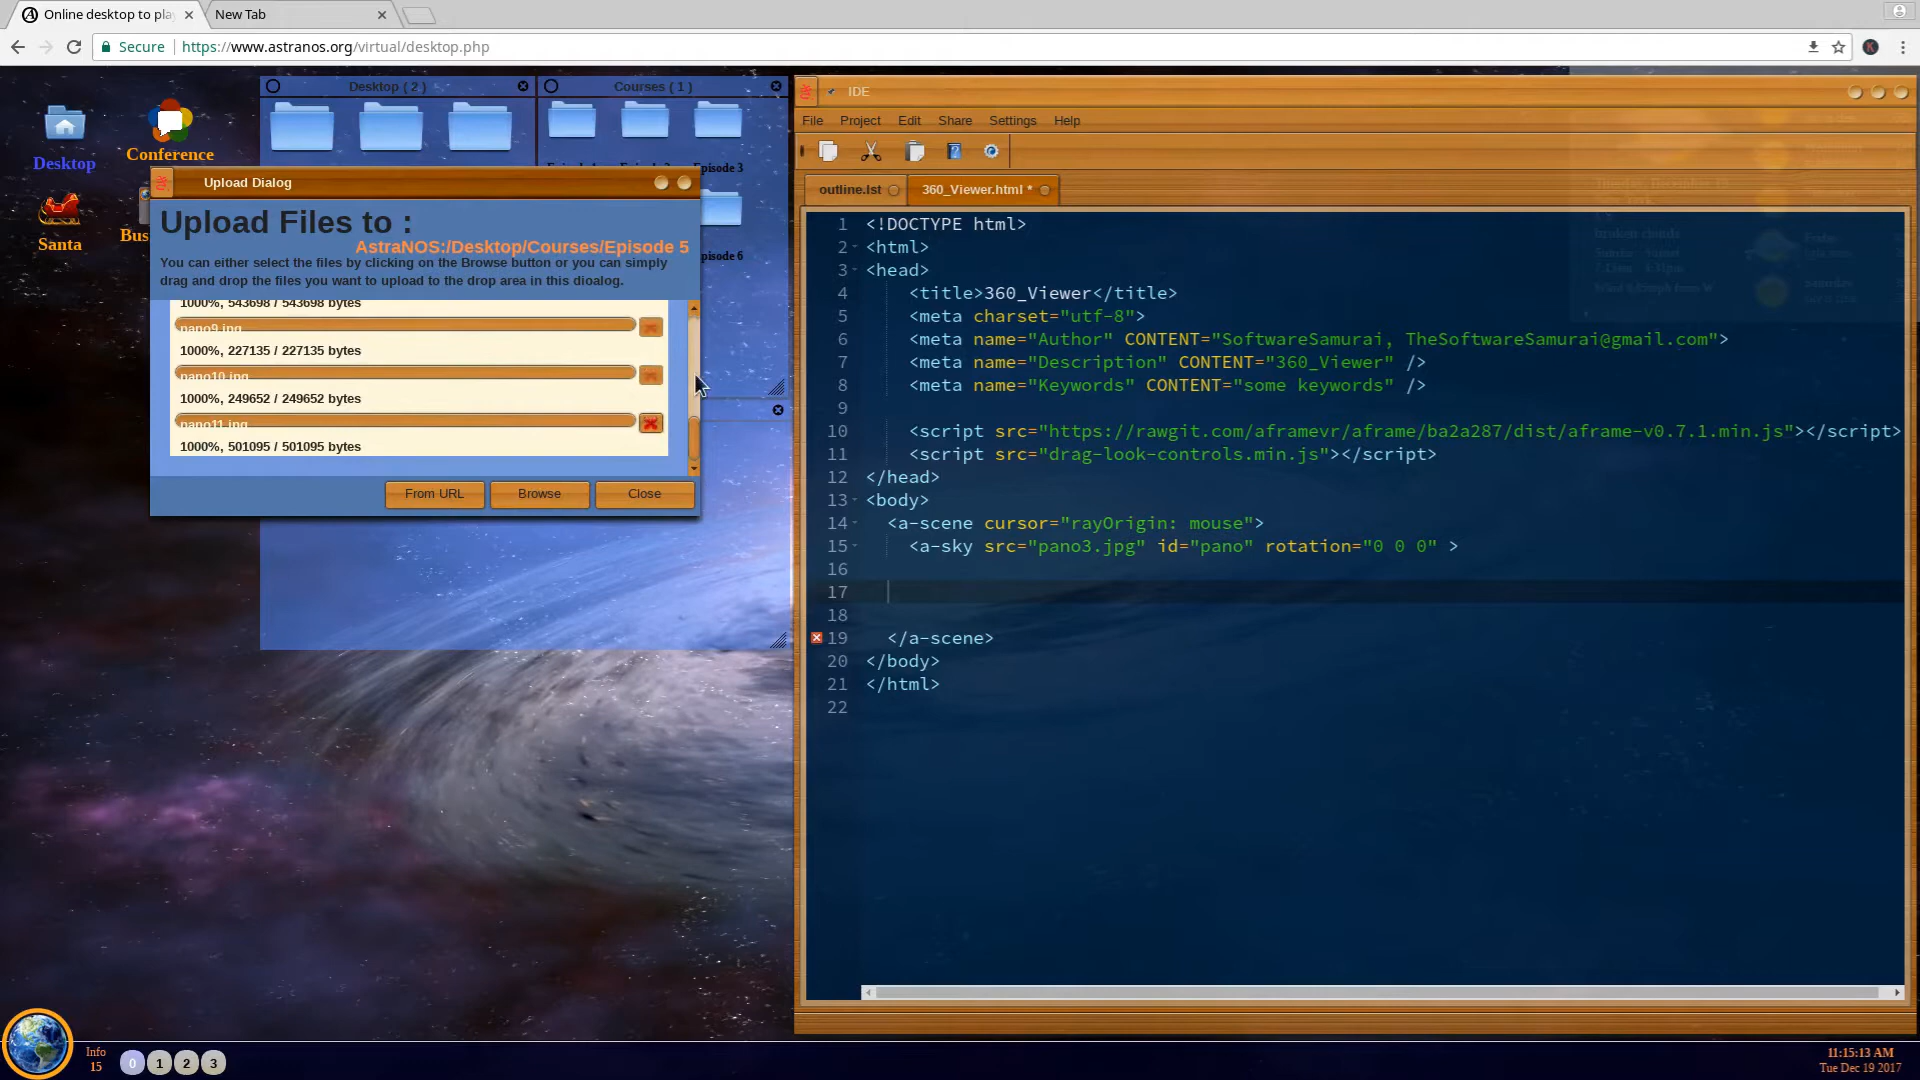 Online desktop to pla
New Tab
Secure
https://www.astranos.org/virtual/desktop.php
Desktop
Conference
Santa
Bus
Desktop ( 2 )
Courses ( 1 )
pisode 3
pisode 6
Upload Dialog
Upload Files to :
AstraNOS:/Desktop/Courses/Episode 5
You can either select the files by clicking on the Browse button or you can simply
drag and drop the files you want to upload to the drop area in this dioalog.
1000%, 543698 / 543698 bytes
pano9.jpg
1000%, 227135 / 227135 bytes
pano10.jpg
1000%, 249652 / 249652 bytes
pano11.jpg
1000%, 501095 / 501095 bytes
From URL
Browse
Close
IDE
File
Project
Edit
Share
Settings
Help
outline.lst
360_Viewer.html *
1 <!DOCTYPE html>
2 <html>
3 <head>
4 <title>360_Viewer</title>
5 <meta charset="utf-8">
6 <meta name="Author" CONTENT="SoftwareSamurai, TheSoftwareSamurai@gmail.com">
7 <meta name="Description" CONTENT="360_Viewer" />
8 <meta name="Keywords" CONTENT="some keywords" />
9
10 <script src="https://rawgit.com/aframevr/aframe/ba2a287/dist/aframe-v0.7.1.min.js"></script>
11 <script src="drag-look-controls.min.js"></script>
12 </head>
13 <body>
14 <a-scene cursor="rayOrigin: mouse">
15 <a-sky src="pano3.jpg" id="pano" rotation="0 0 0" >
16
17
18
19 </a-scene>
20 </body>
21 </html>
22
Info
15
0
1
2
3
11:15:13 AM
Tue Dec 19 2017